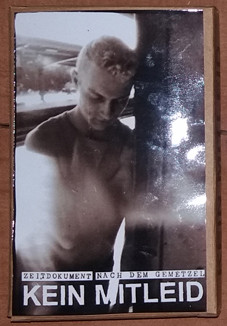 ZEITDOKUMENT NACH DEM GEMETZEL
KEIN MITLEID